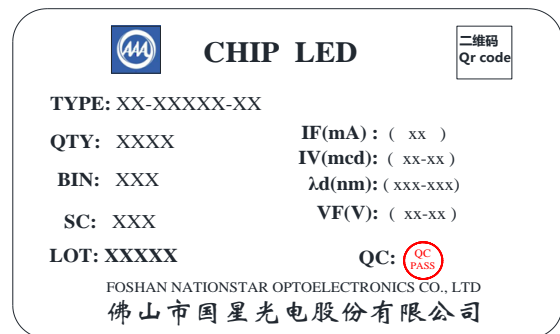 CHIP LED
二维码
Qr code
TYPE: XX-XXXXX-XX
QTY: XXXX
IF(mA) : ( xx )
IV(mcd): ( xx-xx )
BIN: XXX
λd(nm): ( xxx-xxx)
SC: XXX
VF(V): ( xx-xx )
LOT: XXXXX
QC:
QC
PASS
FOSHAN NATIONSTAR OPTOELECTRONICS CO., LTD
佛山市国星光电股份有限公司